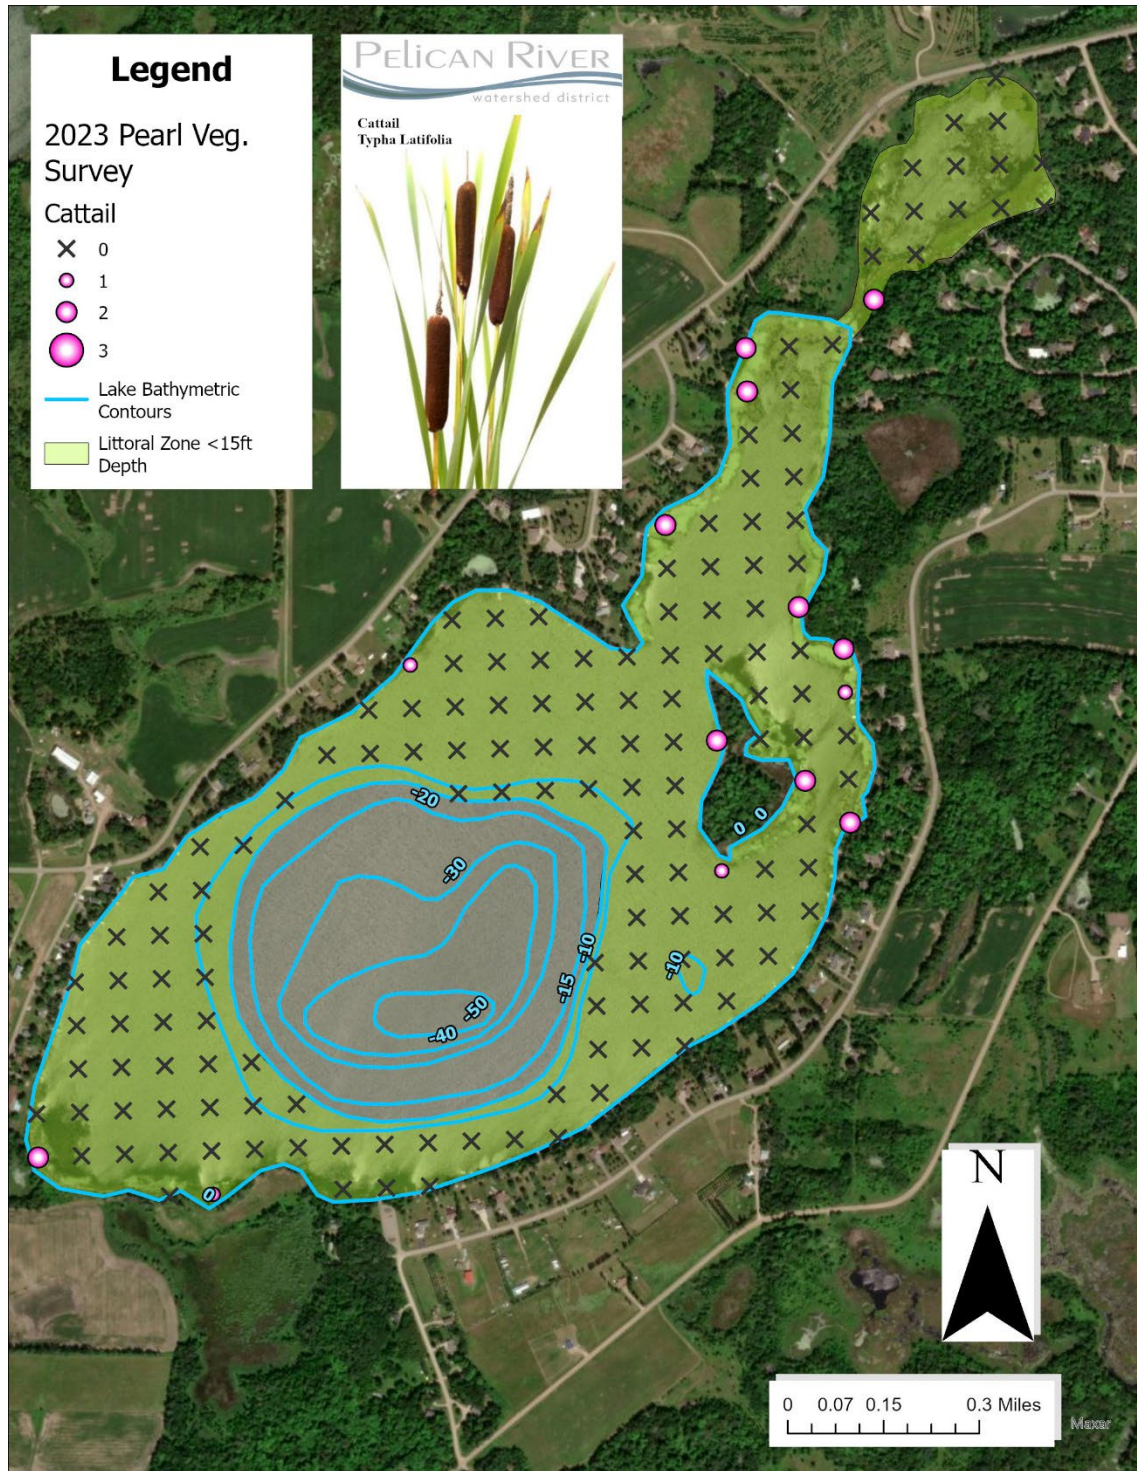 Legend
2023 Pearl Veg.
Survey
Cattail
0
1
2
3
Lake Bathymetric
Contours
Littoral Zone <15ft
Depth
PELICAN RIVER
watershed district
Cattail
Typha Latifolia
-20
-30
0
0
-10
-10
-15
-50
-40
0
N
0 0.07 0.15 0.3 Miles
Maxar